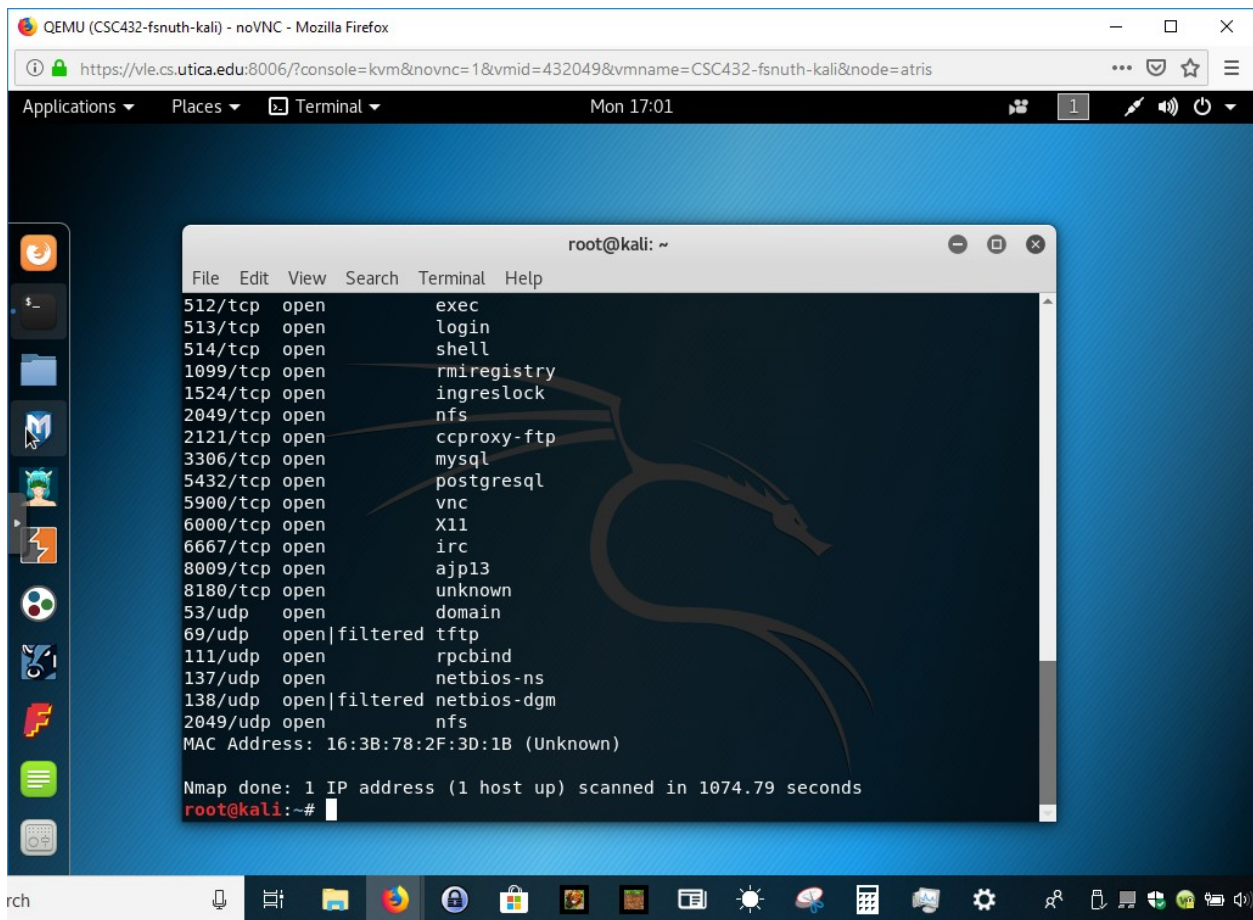 QEMU (CSC432-fsnuth-kali) - noVNC - Mozilla Firefox
https://vle.cs.utica.edu:8006/?console=kvm&novnc=1&vmid=432049&vmname=CSC432-fsnuth-kali&node=atris
Applications Places Terminal Mon 17:01 1
root@kali: ~
File Edit View Search Terminal Help
512/tcp open exec
513/tcp open login
514/tcp open shell
1099/tcp open rmiregistry
1524/tcp open ingreslock
2049/tcp open nfs
2121/tcp open ccproxy-ftp
3306/tcp open mysql
5432/tcp open postgresql
5900/tcp open vnc
6000/tcp open X11
6667/tcp open irc
8009/tcp open ajp13
8180/tcp open unknown
53/udp open domain
69/udp open|filtered tftp
111/udp open rpcbind
137/udp open netbios-ns
138/udp open|filtered netbios-dgm
2049/udp open nfs
MAC Address: 16:3B:78:2F:3D:1B (Unknown)
Nmap done: 1 IP address (1 host up) scanned in 1074.79 seconds
root@kali:~#
rch